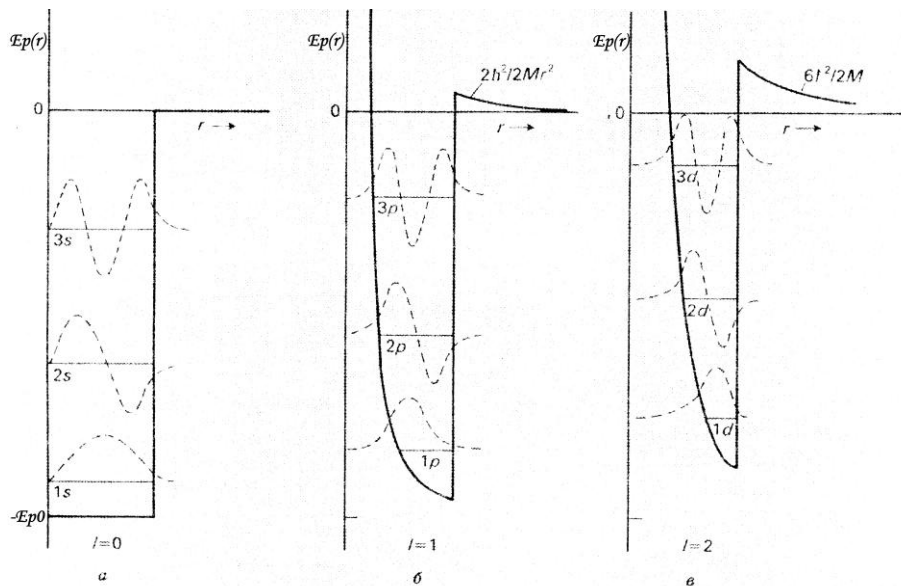 Ep(r)
0
r →
3s
2s
1s
-Ep0
l=0
a
Ep(r)
2ħ²/2Mr²
0
r →
3p
2p
1p
l=1
б
Ep(r)
6ħ²/2M
0
r →
3d
2d
1d
l=2
в